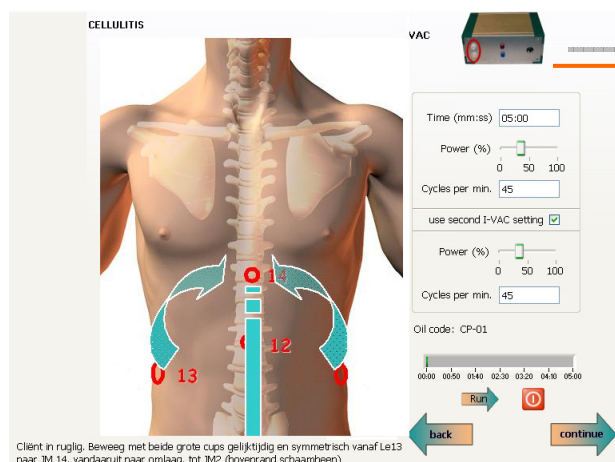 CELLULITIS
VAC
Time (mm:ss) 05:00
Power (%)
0 50 100
Cycles per min. 45
use second I-VAC setting
Power (%)
0 50 100
Cycles per min. 45
Oil code: CP-01
00:00 00:50 01:40 02:30 03:20 04:10 05:00
Run
back
continue
14
12
13
Cliënt in ruglig. Beweeg met beide grote cups gelijktijdig en symmetrisch vanaf Le13
naar JM 14, vandaaruit naar omlaag, tot JM2 (bovenrand schaambeen)